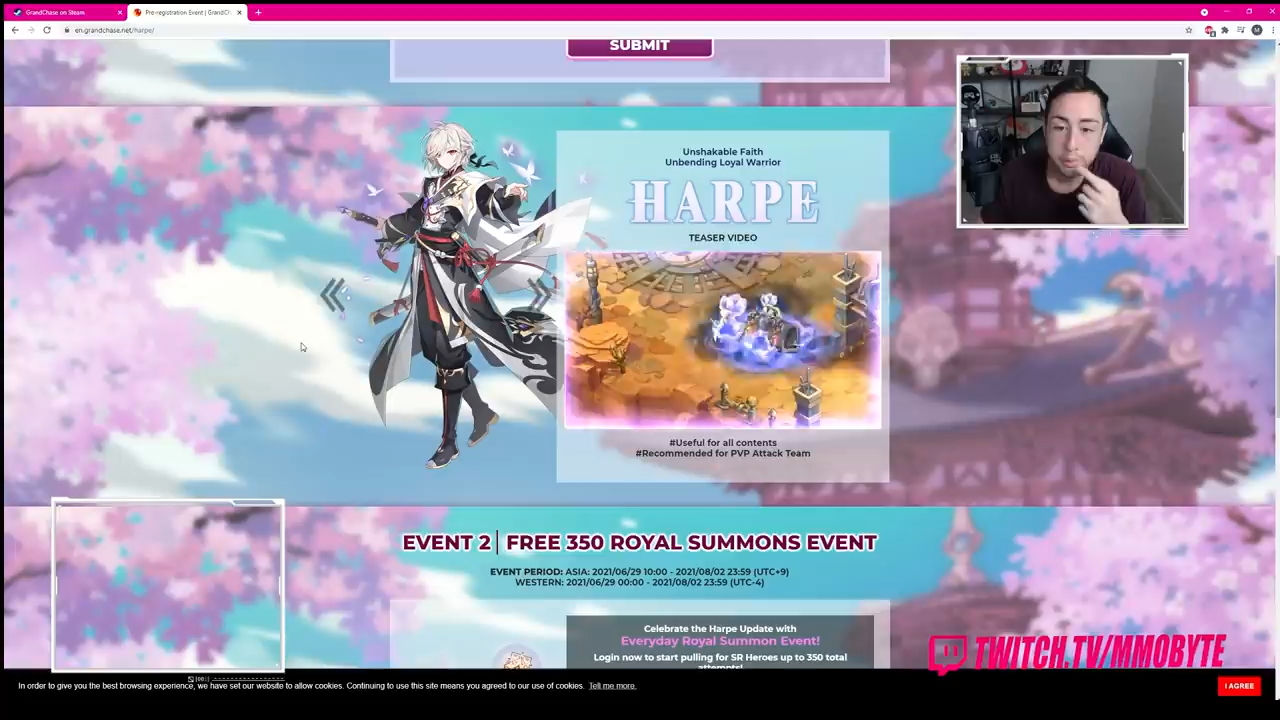 GrandChase on Steam
Pre-registration Event | GrandCh
en.grandchase.net/harpe/
SUBMIT
Unshakable Faith
Unbending Loyal Warrior
HARPE
TEASER VIDEO
#Useful for all contents
#Recommended for PVP Attack Team
EVENT 2 | FREE 350 ROYAL SUMMONS EVENT
EVENT PERIOD: ASIA: 2021/06/29 10:00 - 2021/08/02 23:59 (UTC+9)
WESTERN: 2021/06/29 00:00 - 2021/08/02 23:59 (UTC-4)
Celebrate the Harpe Update with
Everyday Royal Summon Event!
Login now to start pulling for SR Heroes up to 350 total
attempts!
TWITCH.TV/MMOBYTE
In order to give you the best browsing experience, we have set our website to allow cookies. Continuing to use this site means you agreed to our use of cookies. Tell me more.
I AGREE